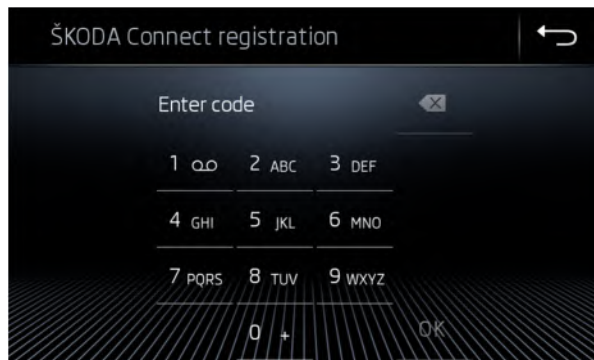 ŠKODA Connect registration
Enter code
1 2 ABC 3 DEF
4 GHI 5 JKL 6 MNO
7 PQRS 8 TUV 9 WXYZ
0 + OK